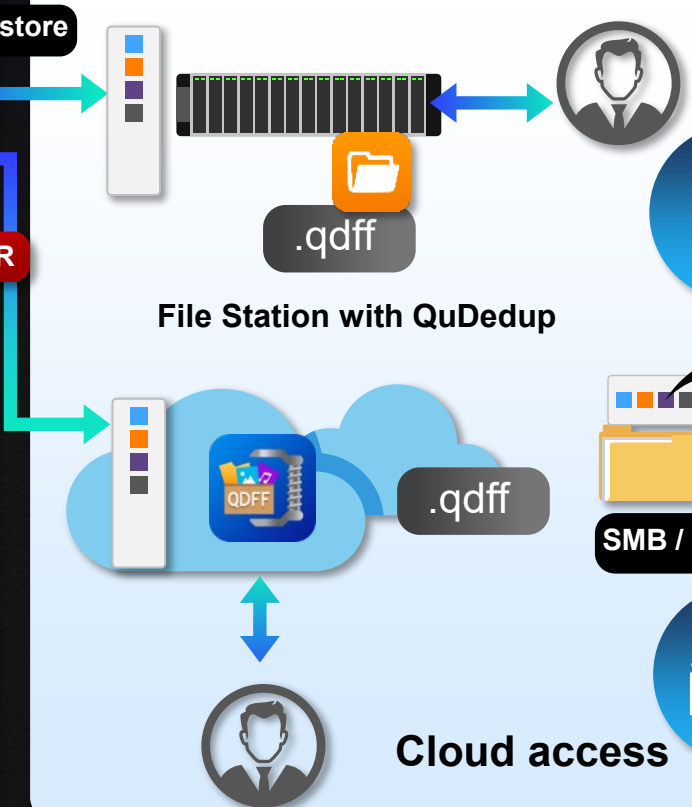 store
.qdff
R
File Station with QuDedup
QDFF
.qdff
SMB /
Cloud access